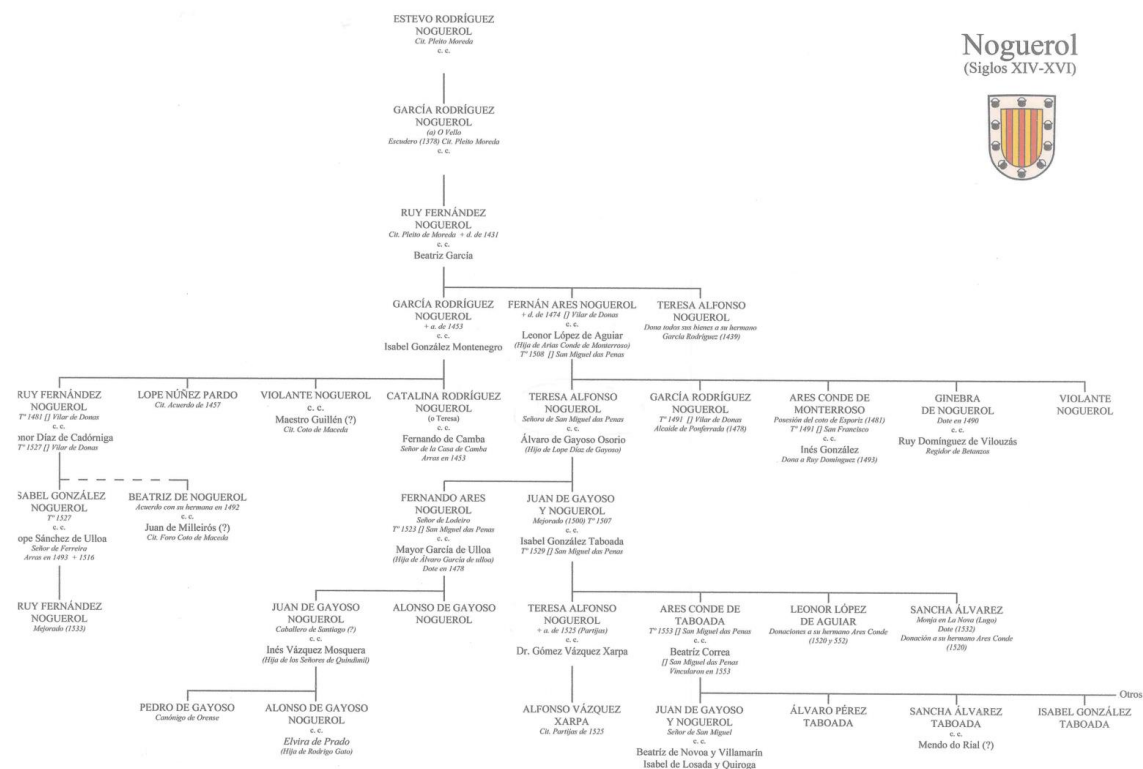 ESTEVO RODRÍGUEZ
NOGUEROL
Cit. Pleito Moreda
c. c.
Noguerol
(Siglos XIV-XVI)
GARCÍA RODRÍGUEZ
NOGUEROL
(a) O Vello
Escudero (1378) Cit. Pleito Moreda
c. c.
RUY FERNÁNDEZ
NOGUEROL
Cit. Pleito de Moreda + d. de 1431
c. c.
Beatriz García
GARCÍA RODRÍGUEZ
NOGUEROL
+ a. de 1453
c. c.
Isabel González Montenegro
FERNÁN ARES NOGUEROL
+ d. de 1474 [] Vilar de Donas
c. c.
Leonor López de Aguiar
(Hija de Arias Conde de Monterroso)
Tº 1508 [] San Miguel das Penas
TERESA ALFONSO
NOGUEROL
Dona todos sus bienes a su hermano
García Rodríguez (1439)
RUY FERNÁNDEZ
NOGUEROL
Tº 1481 [] Vilar de Donas
c. c.
onor Díaz de Cadórniga
Tº 1527 [] Vilar de Donas
LOPE NÚÑEZ PARDO
Cit. Acuerdo de 1457
VIOLANTE NOGUEROL
c. c.
Maestro Guillén (?)
Cit. Coto de Maceda
CATALINA RODRÍGUEZ
NOGUEROL
(o Teresa)
c. c.
Fernando de Camba
Señor de la Casa de Camba
Arras en 1453
TERESA ALFONSO
NOGUEROL
Señora de San Miguel das Penas
c. c.
Álvaro de Gayoso Osorio
(Hijo de Lope Díaz de Gayoso)
GARCÍA RODRÍGUEZ
NOGUEROL
Tº 1491 [] Vilar de Donas
Alcaide de Ponferrada (1478)
ARES CONDE DE
MONTERROSO
Posesión del coto de Espariz (1481)
Tº 1491 [] San Francisco
c. c.
Inés González
Dona a Ruy Domínguez (1493)
GINEBRA
DE NOGUEROL
Dote en 1490
c. c.
Ruy Domínguez de Vilouzás
Regidor de Betanzos
VIOLANTE
NOGUEROL
SABEL GONZÁLEZ
NOGUEROL
Tº 1527
c. c.
ope Sánchez de Ulloa
Señor de Ferreira
Arras en 1493 + 1516
BEATRIZ DE NOGUEROL
Acuerdo con su hermana en 1492
c. c.
Juan de Milleirós (?)
Cit. Foro Coto de Maceda
FERNANDO ARES
NOGUEROL
Señor de Lodeiro
Tº 1523 [] San Miguel das Penas
c. c.
Mayor García de Ulloa
(Hija de Álvaro García de ulloa)
Dote en 1478
JUAN DE GAYOSO
Y NOGUEROL
Mejorado (1500) Tº 1507
c. c.
Isabel González Taboada
Tº 1529 [] San Miguel das Penas
RUY FERNÁNDEZ
NOGUEROL
Mejorado (1533)
JUAN DE GAYOSO
NOGUEROL
Caballero de Santiago (?)
c. c.
Inés Vázquez Mosquera
(Hija de los Señores de Quindimil)
ALONSO DE GAYOSO
NOGUEROL
TERESA ALFONSO
NOGUEROL
+ a. de 1525 (Partijas)
c. c.
Dr. Gómez Vázquez Xarpa
ARES CONDE DE
TABOADA
Tº 1553 [] San Miguel das Penas
c. c.
Beatríz Correa
[] San Miguel das Penas
Vincularon en 1553
LEONOR LÓPEZ
DE AGUIAR
Donaciones a su hermano Ares Conde
(1520 y 552)
SANCHA ÁLVAREZ
Monja en La Nova (Lugo)
Dote (1532)
Donación a su hermano Ares Conde
(1520)
PEDRO DE GAYOSO
Canónigo de Orense
ALONSO DE GAYOSO
NOGUEROL
c. c.
Elvira de Prado
(Hija de Rodrigo Gato)
ALFONSO VÁZQUEZ
XARPA
Cit. Partijas de 1525
JUAN DE GAYOSO
Y NOGUEROL
Señor de San Miguel
c. c.
Beatríz de Novoa y Villamarín
Isabel de Losada y Quiroga
ÁLVARO PÉREZ
TABOADA
SANCHA ÁLVAREZ
TABOADA
c. c.
Mendo do Rial (?)
ISABEL GONZÁLEZ
TABOADA
Otros